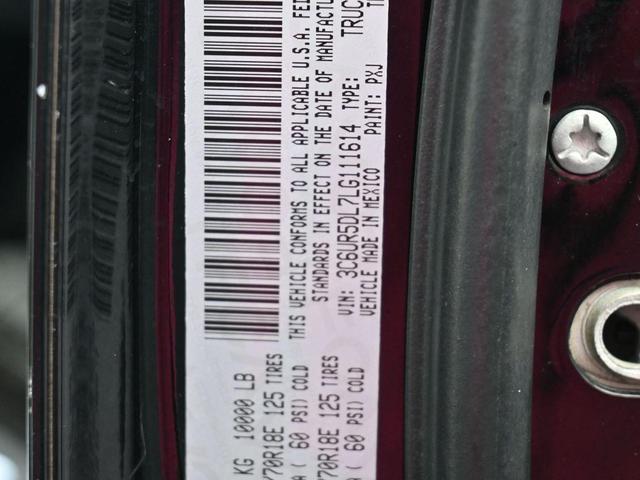 KG 10000 LB
/70R18E 125 TIRES
( 60 PSI) COLD
/70R18E 125 TIRES
( 60 PSI) COLD
THIS VEHICLE CONFORMS TO ALL APPLICABLE U.S.A. FED
STANDARDS IN EFFECT ON THE DATE OF MANUFACTUR
VIN: 3C6UR5DL7LG111614 TYPE: TRUC
VEHICLE MADE IN MEXICO PAINT: PXJ